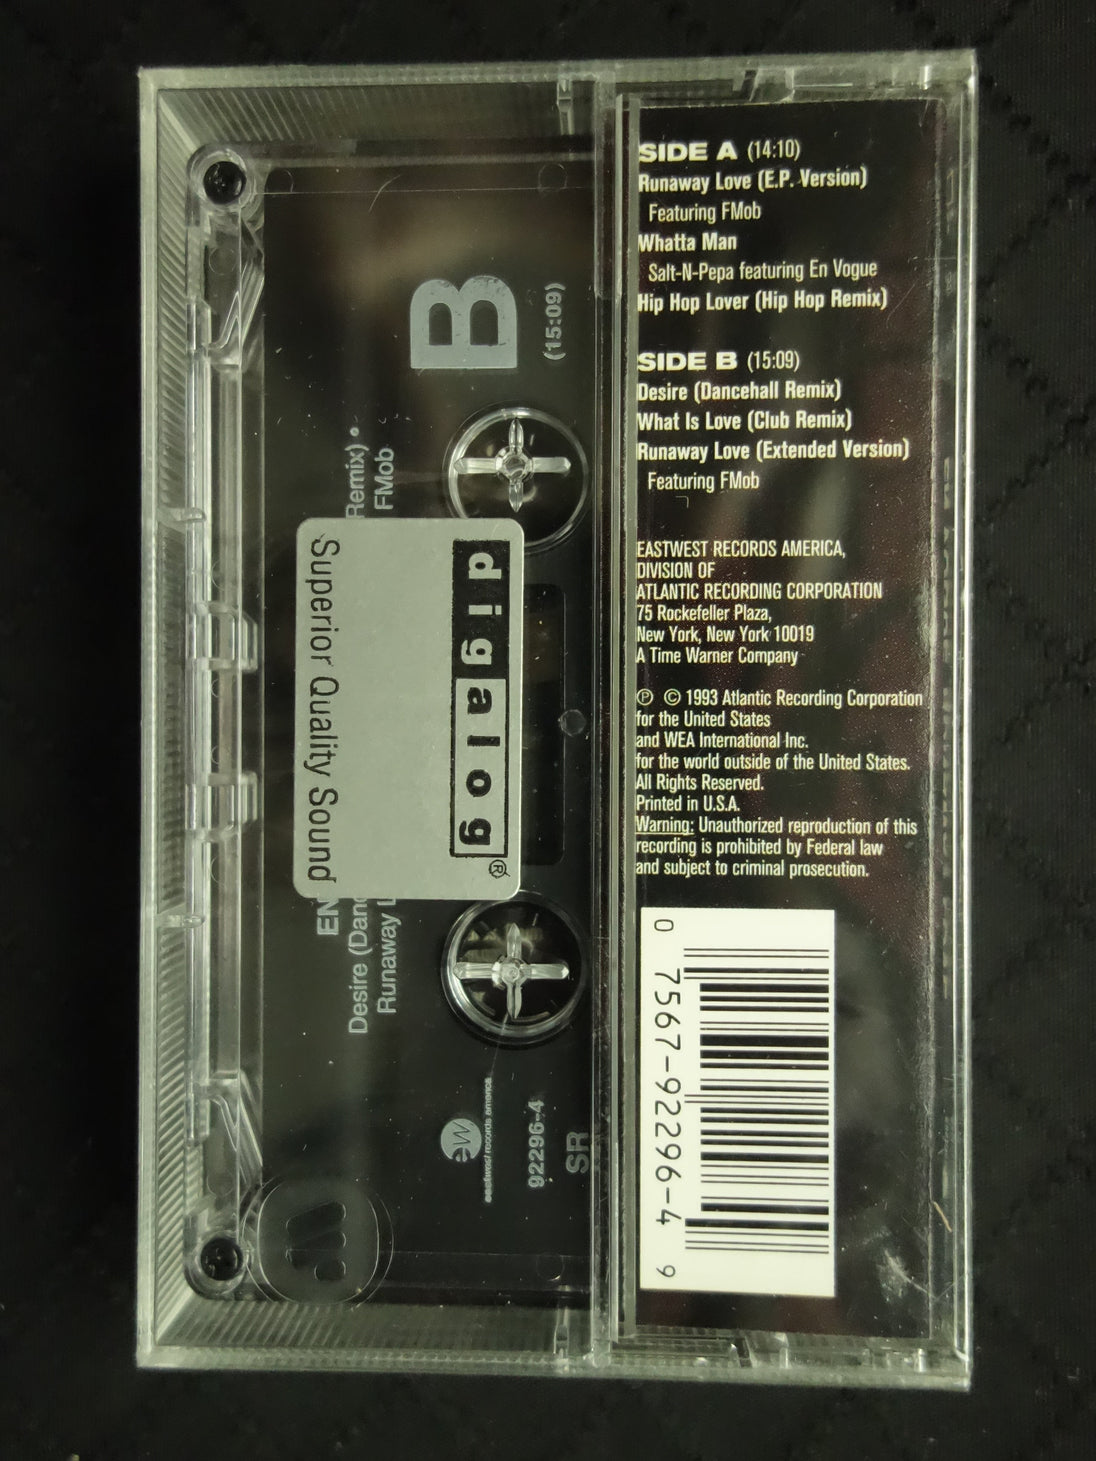 SIDE A (14:10)
Runaway Love (E.P. Version)
Featuring FMob
Whatta Man
Salt-N-Pepa featuring En Vogue
Hip Hop Lover (Hip Hop Remix)
SIDE B (15:09)
Desire (Dancehall Remix)
What Is Love (Club Remix)
Runaway Love (Extended Version)
Featuring FMob
EASTWEST RECORDS AMERICA,
DIVISION OF
ATLANTIC RECORDING CORPORATION
75 Rockefeller Plaza,
New York, New York 10019
A Time Warner Company
℗ © 1993 Atlantic Recording Corporation
for the United States
and WEA International Inc.
for the world outside of the United States.
All Rights Reserved.
Printed in U.S.A.
Warning: Unauthorized reproduction of this
recording is prohibited by Federal law
and subject to criminal prosecution.
0 7567-92296-4 9
digalog®
Superior Quality Sound
B
(15:09)
EN
Desire (Danc
Remix) •
Runaway L
FMob
ew
eastwest records america
92296-4
SR